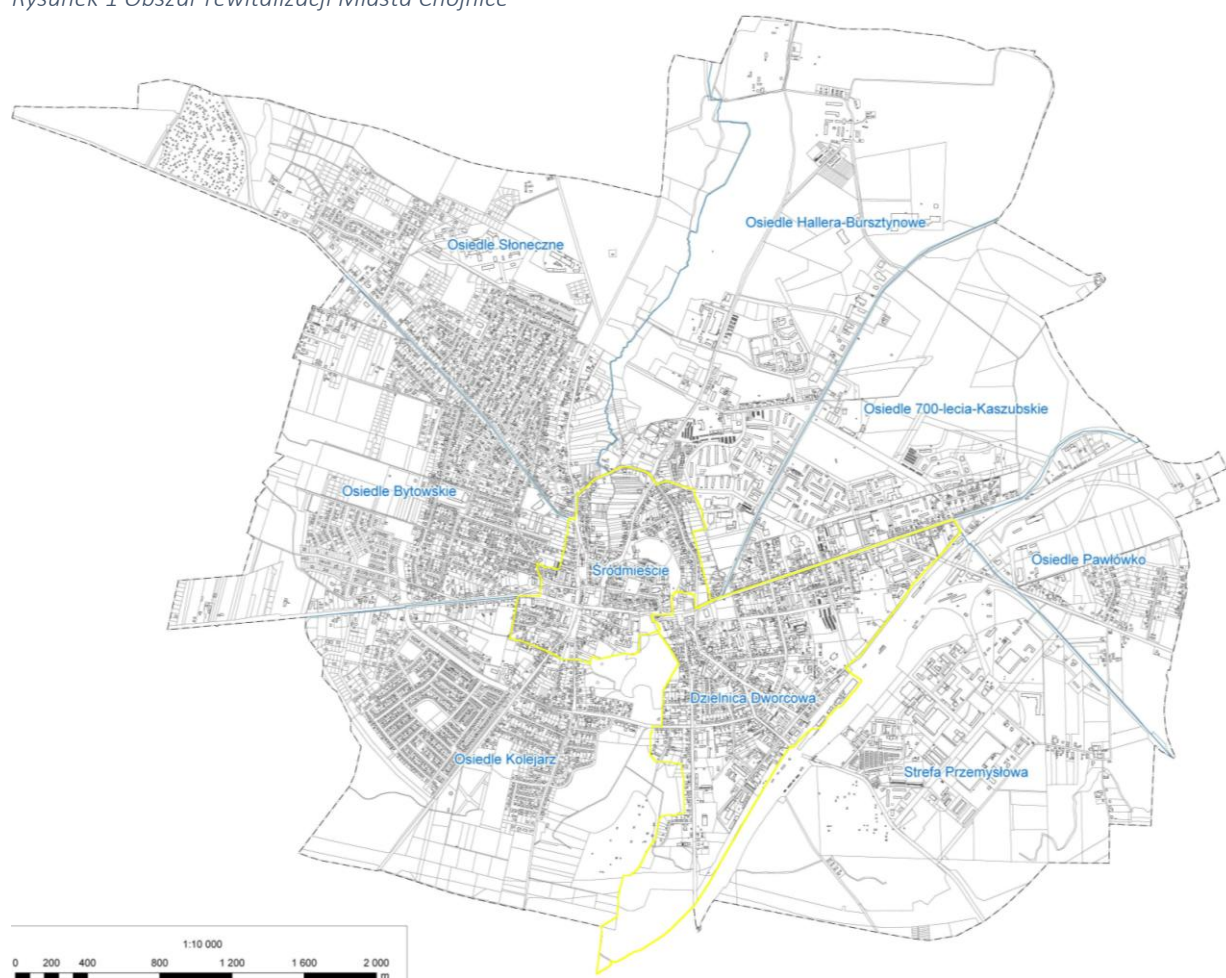 Rysunek 1 Obszar rewitalizacji Miasta Chojnice
Osiedle Hallera-Bursztynowe
Osiedle Słoneczne
Osiedle 700-lecia-Kaszubskie
Osiedle Bytowskie
Osiedle Pawłówko
Śródmieście
Dzielnica Dworcowa
Osiedle Kolejarz
Strefa Przemysłowa
1:10 000
0 200 400 800 1 200 1 600 2 000
m